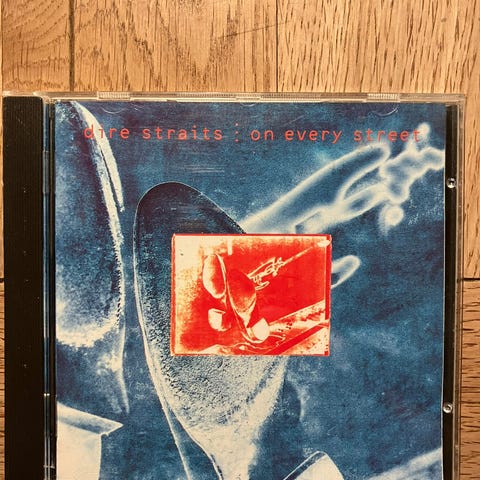 dire straits : on every street